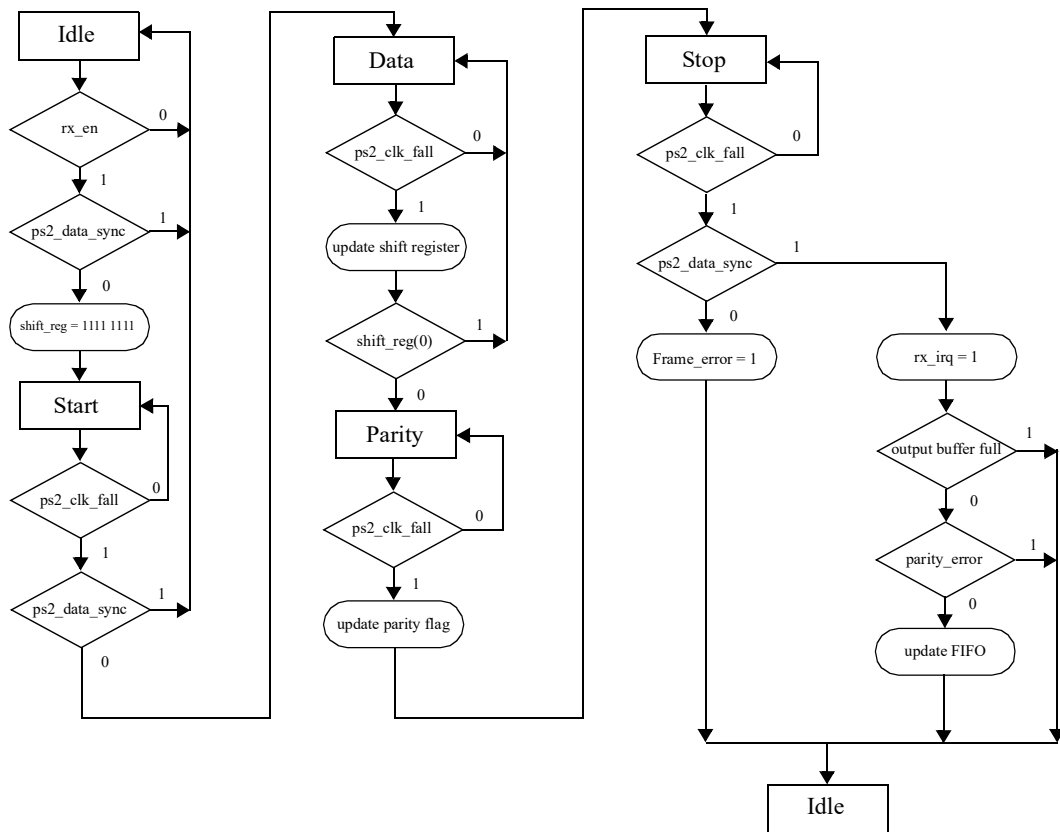 Idle
rx_en
0
1
ps2_data_sync
1
0
shift_reg = 1111 1111
Start
ps2_clk_fall
0
1
ps2_data_sync
1
0
Data
ps2_clk_fall
0
1
update shift register
shift_reg(0)
1
0
Parity
ps2_clk_fall
0
1
update parity flag
Stop
ps2_clk_fall
0
1
ps2_data_sync
1
0
Frame_error = 1
rx_irq = 1
output buffer full
1
0
parity_error
1
0
update FIFO
Idle